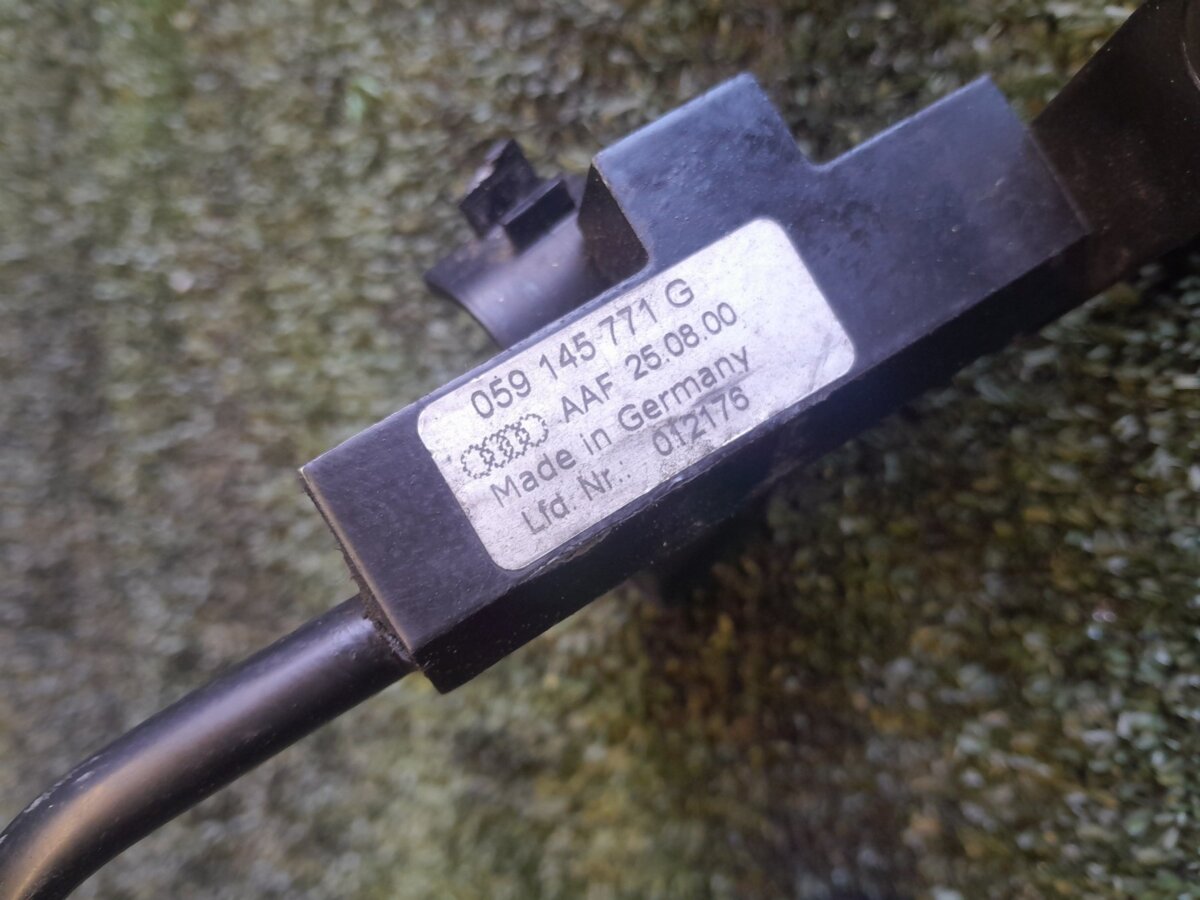 059 145 771 G
AAF 25.08.00
Made in Germany
Lfd. Nr.: 012176